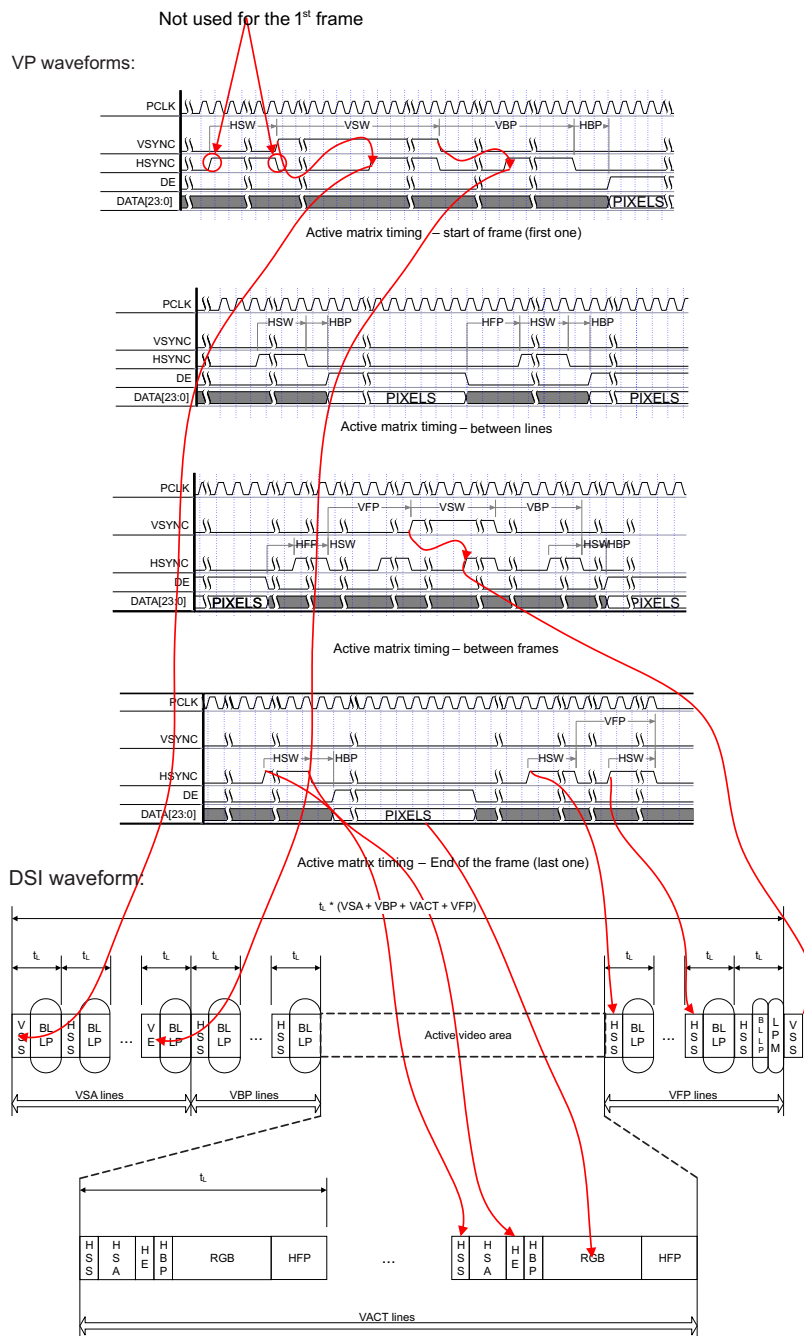 Not used for the 1st frame
VP waveforms:
PCLK
HSW VSW VBP HBP
VSYNC
HSYNC
DE
DATA[23:0] PIXELS
Active matrix timing – start of frame (first one)
PCLK
HSW HBP HFP HSW HBP
VSYNC
HSYNC
DE
DATA[23:0] PIXELS PIXELS
Active matrix timing – between lines
PCLK
VFP VSW VBP
VSYNC
HFP HSW HSW HBP
HSYNC
DE
DATA[23:0] PIXELS PIXELS
Active matrix timing – between frames
PCLK
VFP
VSYNC
HSW HBP HSW HSW
HSYNC
DE
DATA[23:0] PIXELS
Active matrix timing – End of the frame (last one)
DSI waveform:
tL * (VSA + VBP + VACT + VFP)
tL tL tL tL tL tL tL tL
VSS BLLP HSS BLLP ... VE BLLP HSS BLLP ... HSS BLLP Active video area HSS BLLP ... HSS BLLP HSS BLLP LPM VSS
VSA lines VBP lines VFP lines
tL
HSS HSA HE HBP RGB HFP ... HSS HSA HE HBP RGB HFP
VACT lines